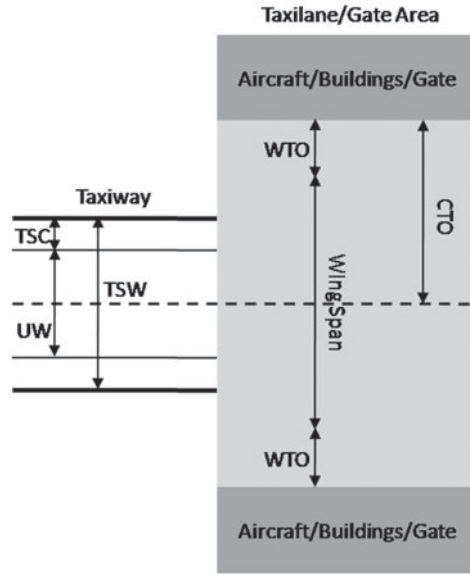 Taxilane/Gate Area
Aircraft/Buildings/Gate
WTO
CTO
Taxiway
TSC
TSW
WingSpan
UW
WTO
Aircraft/Buildings/Gate